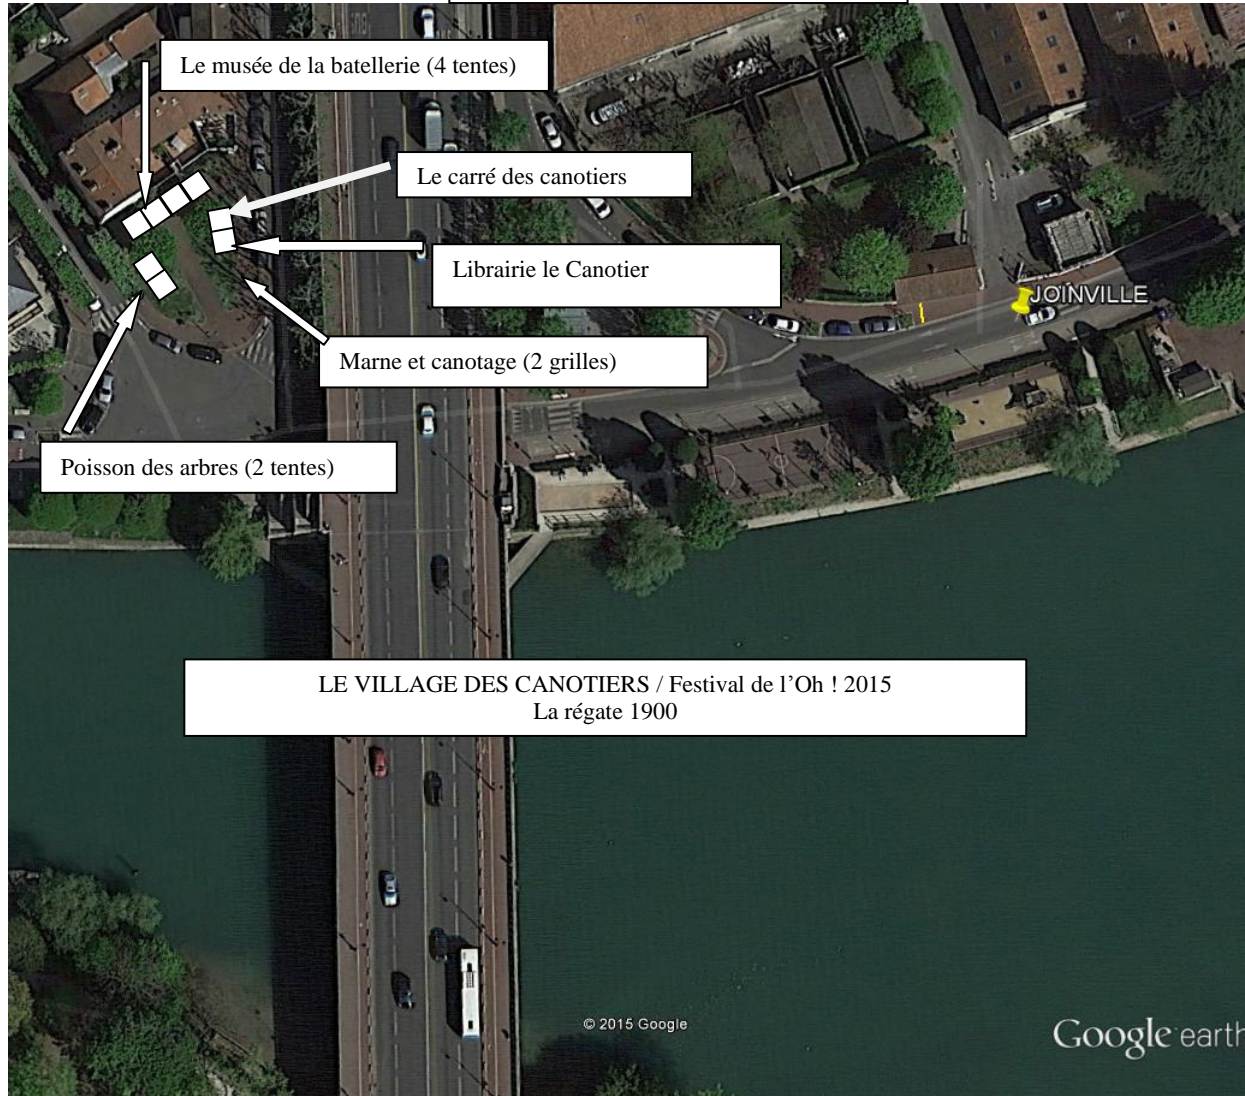 Le musée de la batellerie (4 tentes)
Le carré des canotiers
Librairie le Canotier
JOINVILLE
Marne et canotage (2 grilles)
Poisson des arbres (2 tentes)
LE VILLAGE DES CANOTIERS / Festival de l’Oh ! 2015
La régate 1900
© 2015 Google
Google earth